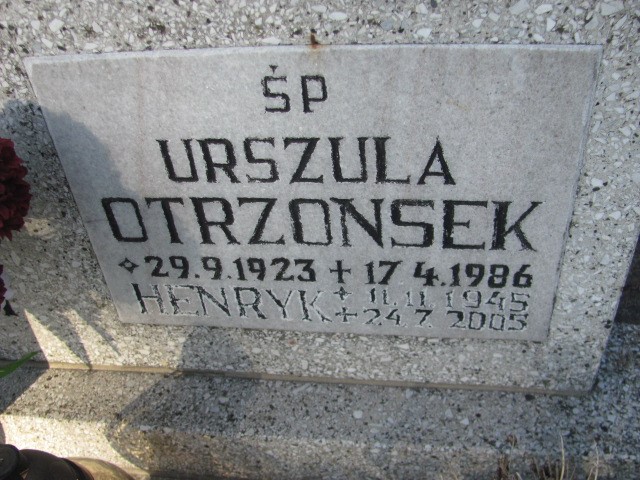 ŚP
URSZULA
OTRZONSEK
29.9.1923 + 17.4.1986
HENRYK * 11.11.1945
+ 24.7.2005